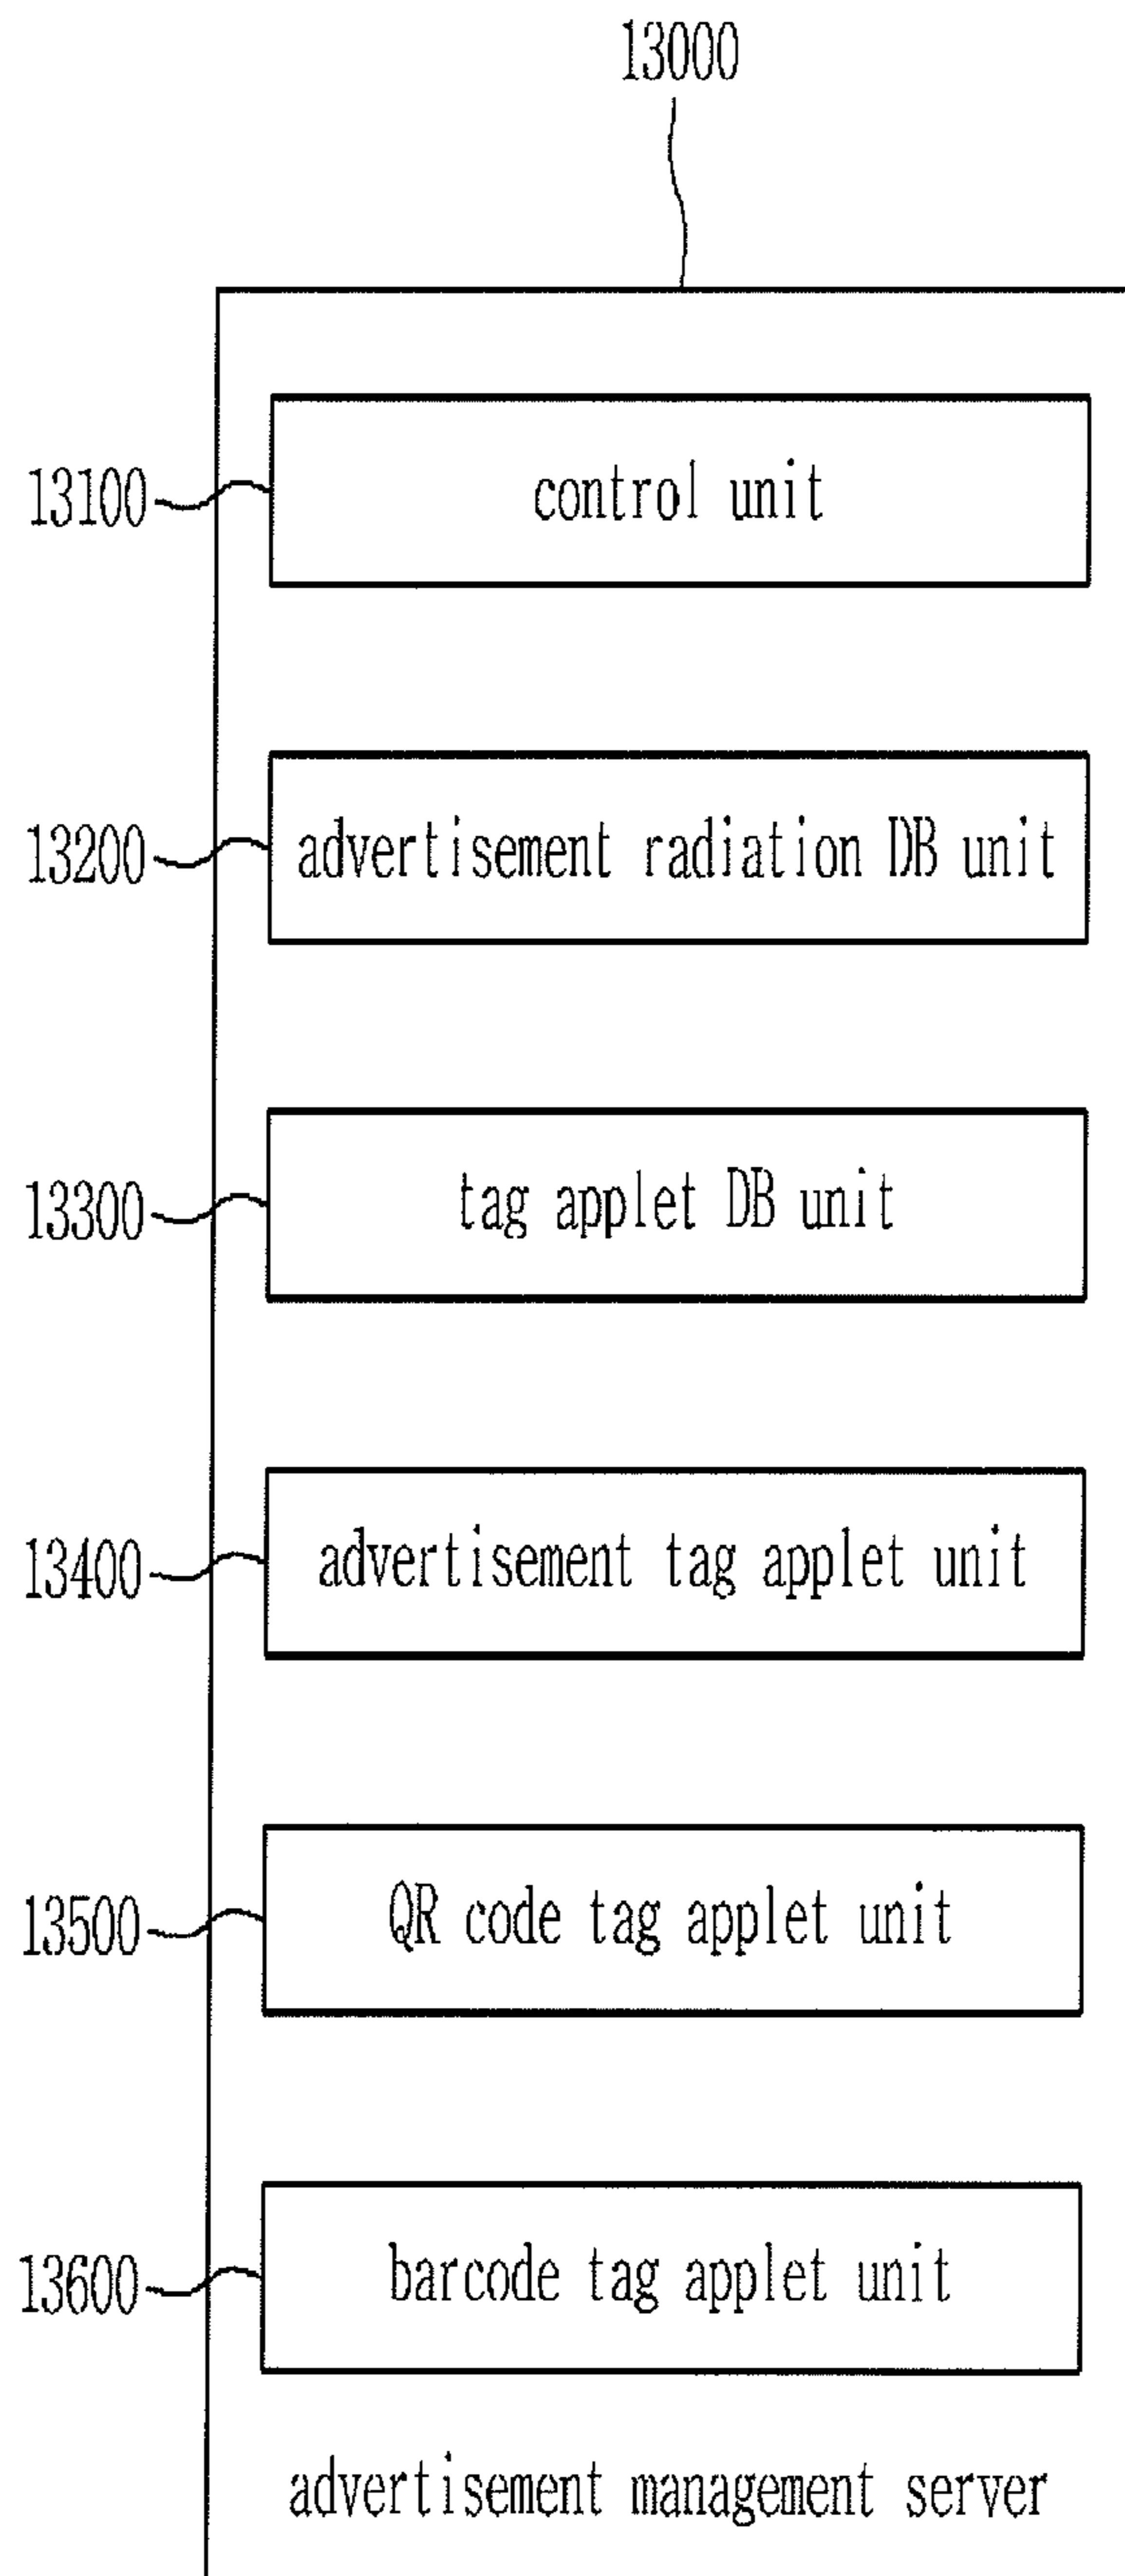 13000
13100 control unit
13200 advertisement radiation DB unit
13300 tag applet DB unit
13400 advertisement tag applet unit
13500 QR code tag applet unit
13600 barcode tag applet unit
advertisement management server